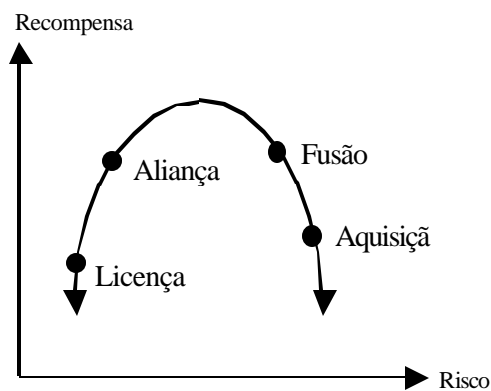 Recompensa
Fusão
Aliança
Aquisiçã
Licença
Risco